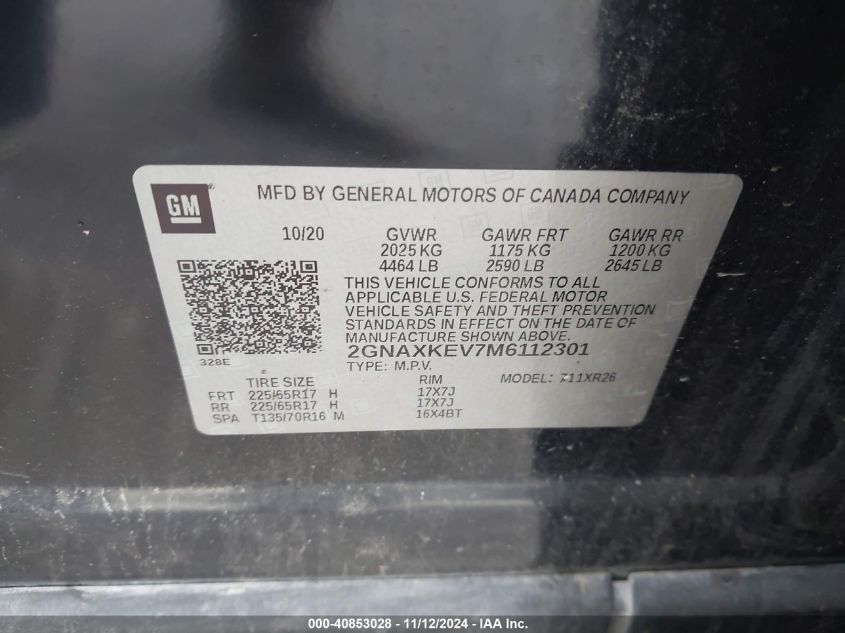 GM
MFD BY GENERAL MOTORS OF CANADA COMPANY
10/20 GVWR GAWR FRT GAWR RR
2025 KG 1175 KG 1200 KG
4464 LB 2590 LB 2645 LB
THIS VEHICLE CONFORMS TO ALL
APPLICABLE U.S. FEDERAL MOTOR
VEHICLE SAFETY AND THEFT PREVENTION
STANDARDS IN EFFECT ON THE DATE OF
MANUFACTURE SHOWN ABOVE.
328E
2GNAXKEV7M6112301
TYPE: M.P.V.
TIRE SIZE RIM MODEL: 711XR26
FRT 225/65R17 H 17X7J
RR 225/65R17 H 17X7J
SPA T135/70R16 M 16X4BT
000-40853028 - 11/12/2024 - IAA Inc.